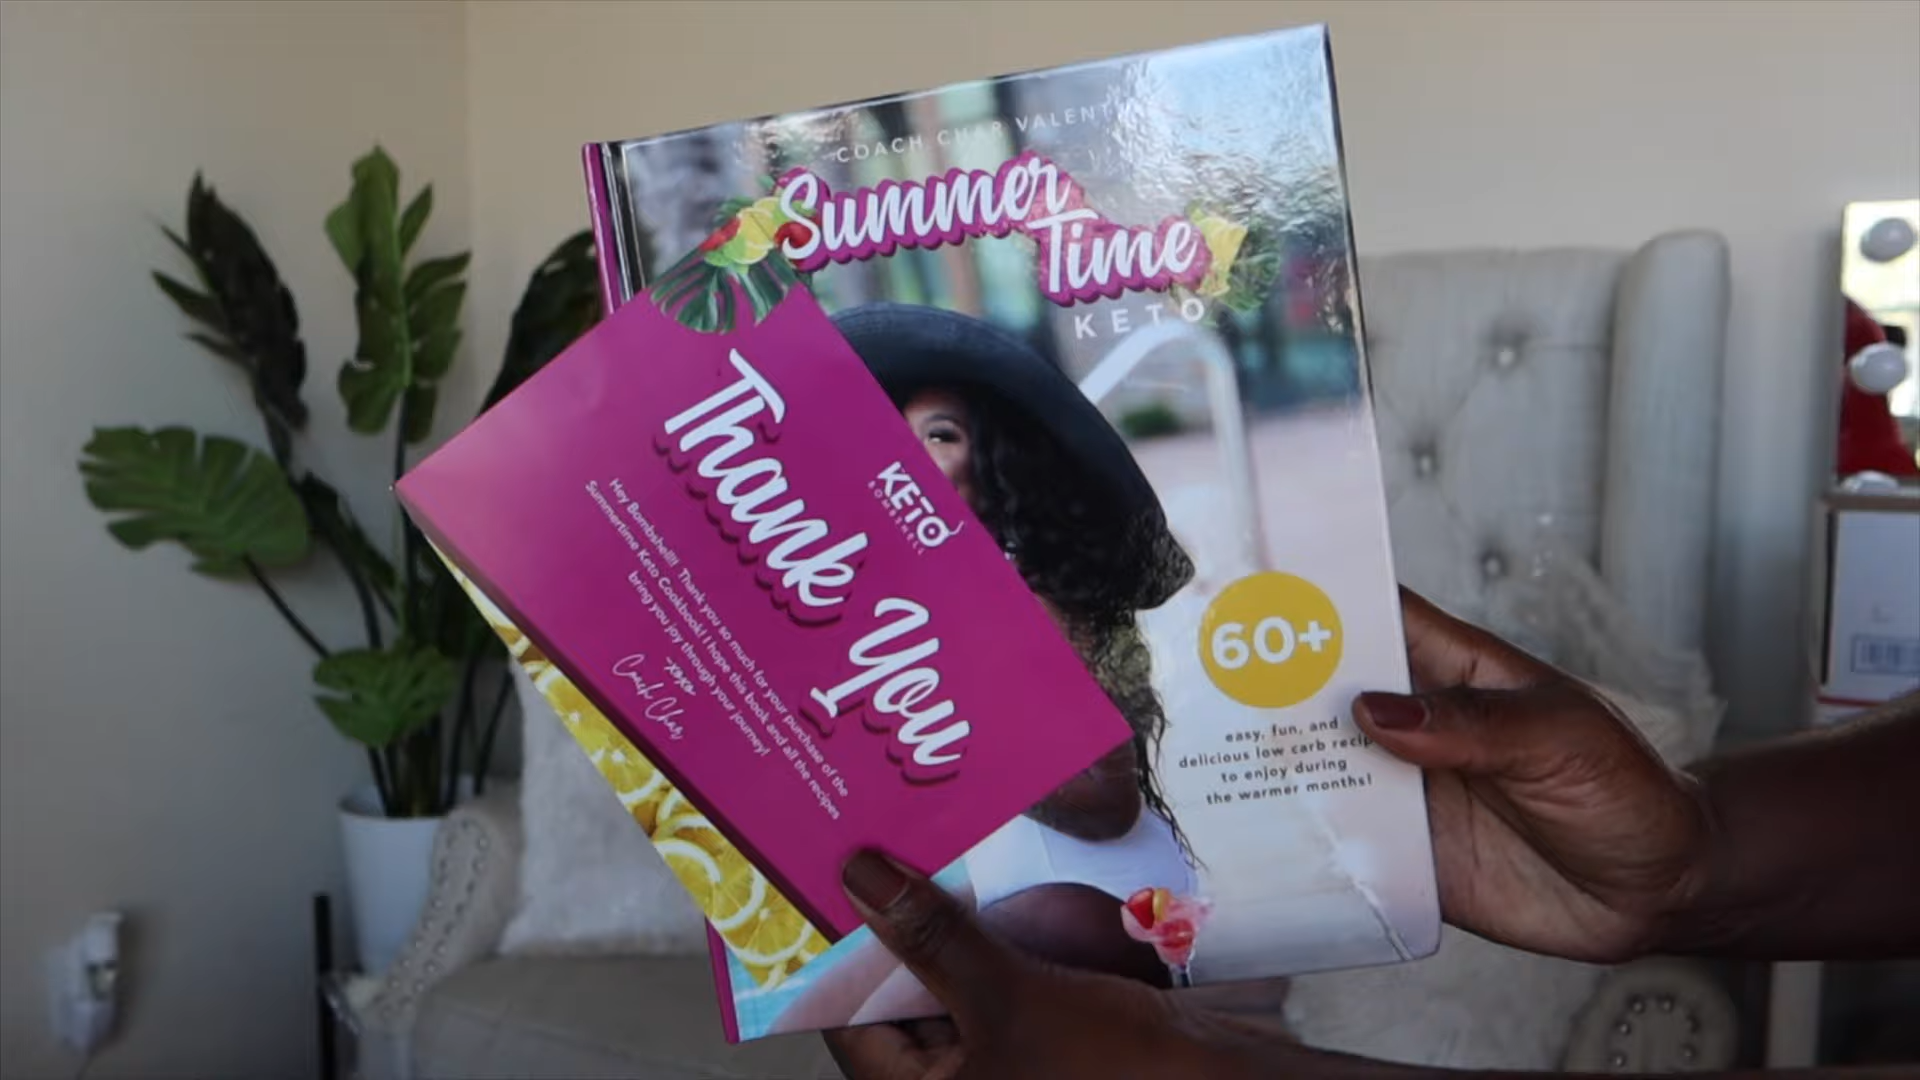 COACH CHAR VALENTINE
Summer
Time
KETO
60+
easy, fun, and
delicious low carb
to enjoy during
the warmer months!
KETO
BOMBSHELL
Thank You
Hey Bombshell!! Thank you so much for your purchase of the
Summertime Keto Cookbook! I hope this book and all the recipes
bring you joy through your journey!
-XOXO-
Coach Char